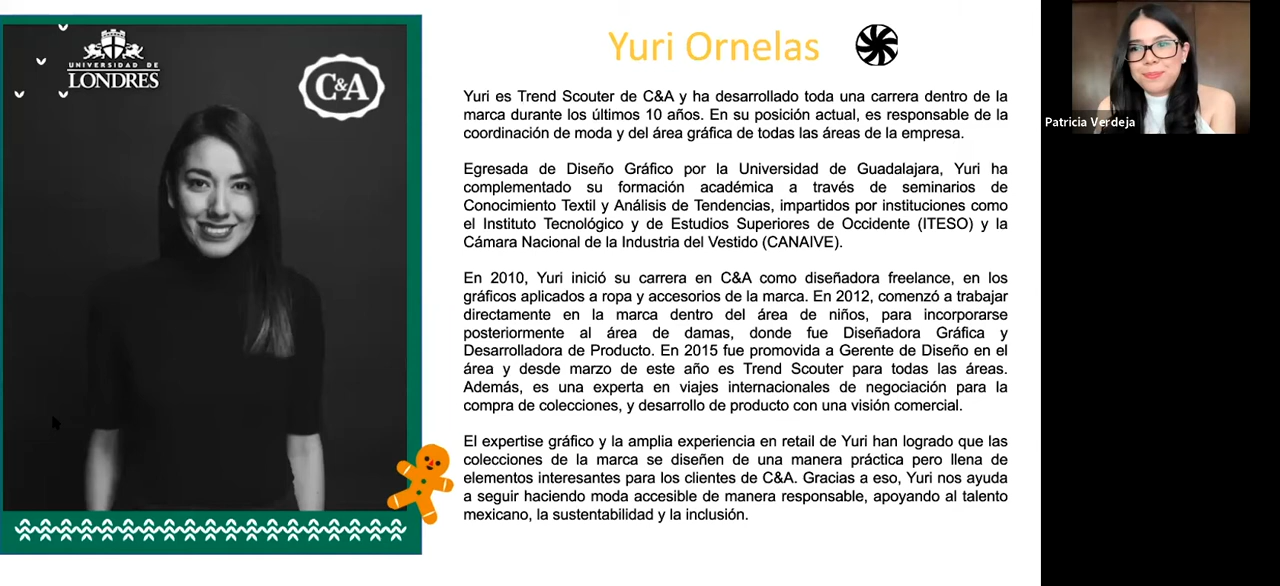 UNIVERSIDAD DE
LONDRES
C&A
Yuri Ornelas
Yuri es Trend Scouter de C&A y ha desarrollado toda una carrera dentro de la
marca durante los últimos 10 años. En su posición actual, es responsable de la
coordinación de moda y del área gráfica de todas las áreas de la empresa.
Egresada de Diseño Gráfico por la Universidad de Guadalajara, Yuri ha
complementado su formación académica a través de seminarios de
Conocimiento Textil y Análisis de Tendencias, impartidos por instituciones como
el Instituto Tecnológico y de Estudios Superiores de Occidente (ITESO) y la
Cámara Nacional de la Industria del Vestido (CANAIVE).
En 2010, Yuri inició su carrera en C&A como diseñadora freelance, en los
gráficos aplicados a ropa y accesorios de la marca. En 2012, comenzó a trabajar
directamente en la marca dentro del área de niños, para incorporarse
posteriormente al área de damas, donde fue Diseñadora Gráfica y
Desarrolladora de Producto. En 2015 fue promovida a Gerente de Diseño en el
área y desde marzo de este año es Trend Scouter para todas las áreas.
Además, es una experta en viajes internacionales de negociación para la
compra de colecciones, y desarrollo de producto con una visión comercial.
El expertise gráfico y la amplia experiencia en retail de Yuri han logrado que las
colecciones de la marca se diseñen de una manera práctica pero llena de
elementos interesantes para los clientes de C&A. Gracias a eso, Yuri nos ayuda
a seguir haciendo moda accesible de manera responsable, apoyando al talento
mexicano, la sustentabilidad y la inclusión.
Patricia Verdeja